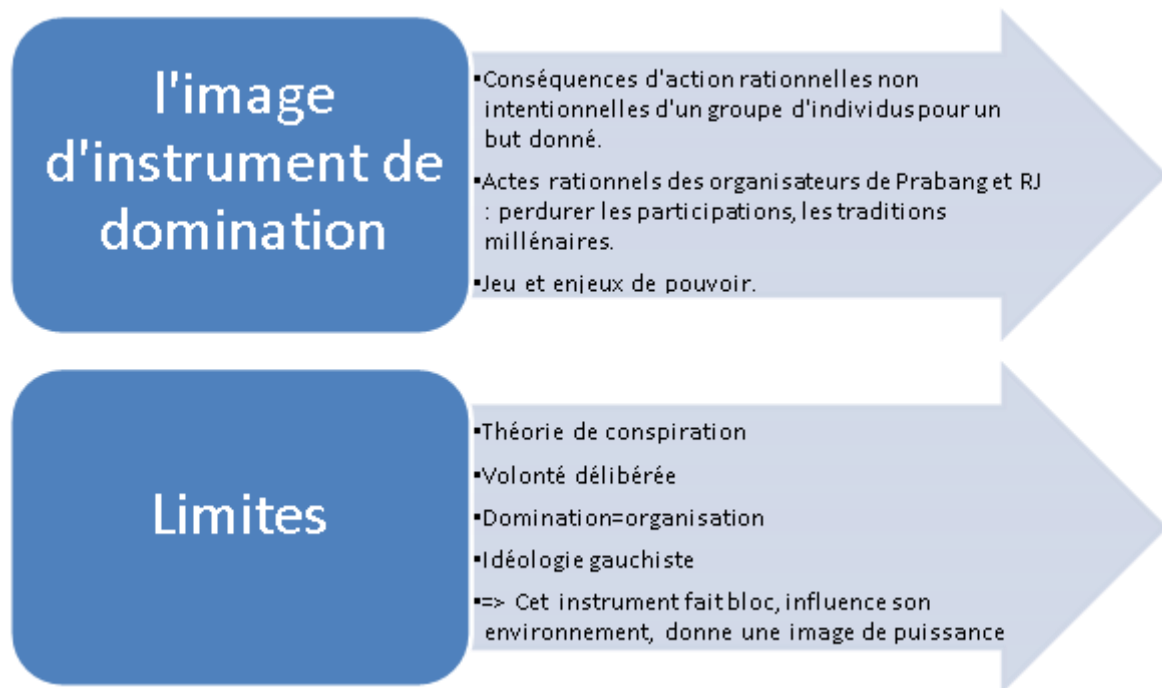 l'image
d'instrument de
domination
▪Conséquences d'action rationnelles non
intentionnelles d'un groupe d'individus pour un
but donné.
▪Actes rationnels des organisateurs de Prabang et RJ
: perdurer les participations, les traditions
millénaires.
▪Jeu et enjeux de pouvoir.
Limites
▪Théorie de conspiration
▪Volonté délibérée
▪Domination=organisation
▪Idéologie gauchiste
▪=> Cet instrument fait bloc, influence son
environnement, donne une image de puissance